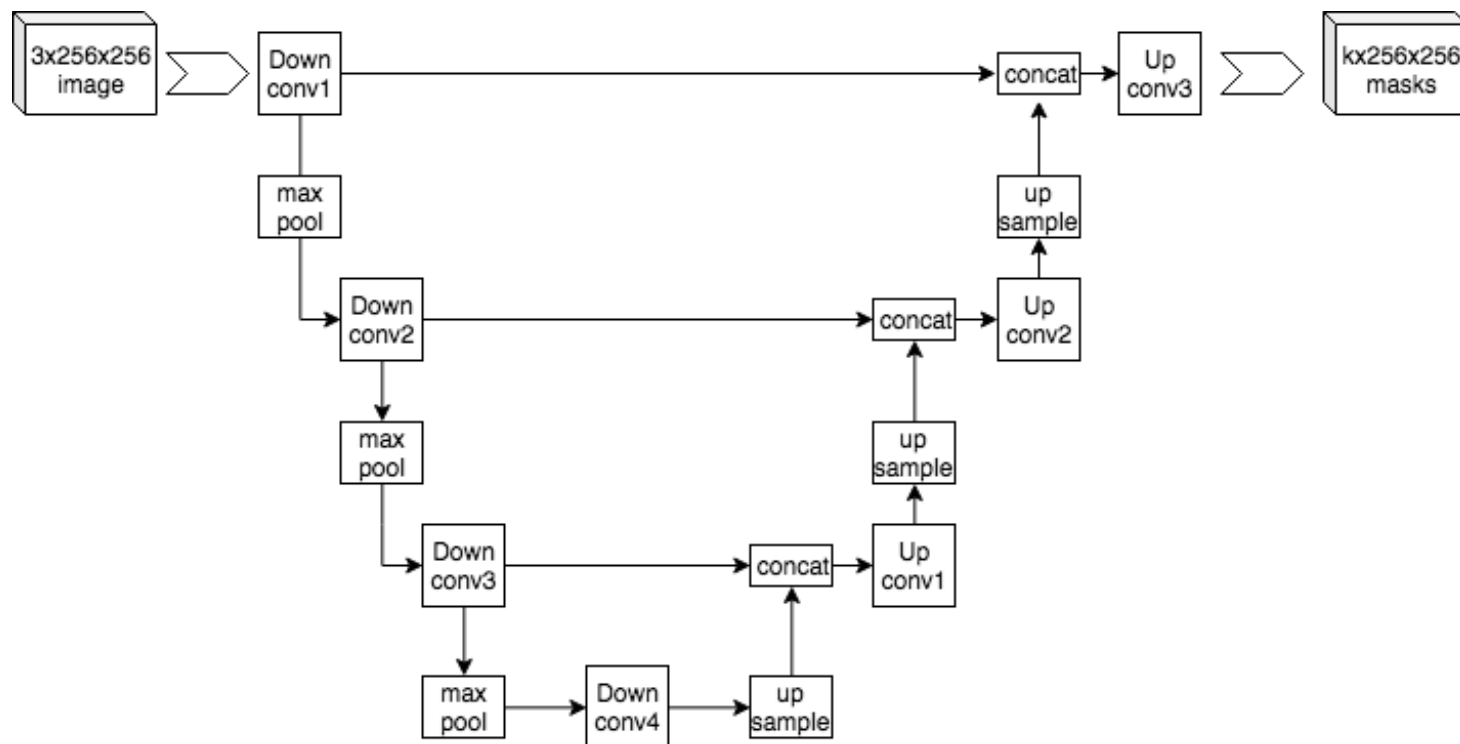 3x256x256
image
Down
conv1
concat
Up
conv3
kx256x256
masks
max
pool
up
sample
Down
conv2
concat
Up
conv2
max
pool
up
sample
Down
conv3
concat
Up
conv1
max
pool
Down
conv4
up
sample